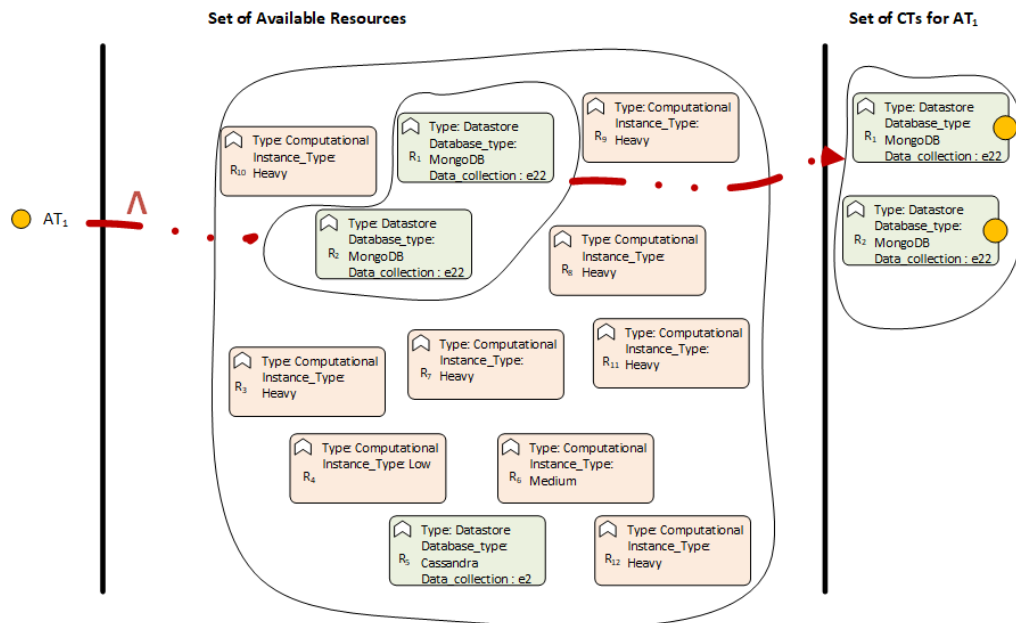 Set of Available Resources
Set of CTs for AT₁
AT₁
Λ
Type: Computational
Instance_Type:
R₁₀ Heavy
Type: Datastore
Database_type:
R₁ MongoDB
Data_collection : e22
Type: Computational
Instance_Type:
R₉ Heavy
Type: Datastore
Database_type:
R₂ MongoDB
Data_collection : e22
Type: Computational
Instance_Type:
R₈ Heavy
Type: Computational
Instance_Type:
R₃ Heavy
Type: Computational
Instance_Type:
R₇ Heavy
Type: Computational
Instance_Type:
R₁₁ Heavy
Type: Computational
Instance_Type: Low
R₄
Type: Computational
Instance_Type:
R₆ Medium
Type: Datastore
Database_type:
R₅ Cassandra
Data_collection : e2
Type: Computational
Instance_Type:
R₁₂ Heavy
Type: Datastore
Database_type:
R₁ MongoDB
Data_collection : e22
Type: Datastore
Database_type:
R₂ MongoDB
Data_collection : e22